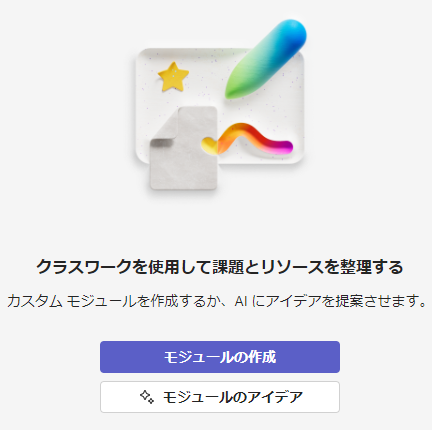 クラスワークを使用して課題とリソースを整理する
カスタム モジュールを作成するか、AI にアイデアを提案させます。
モジュールの作成
モジュールのアイデア